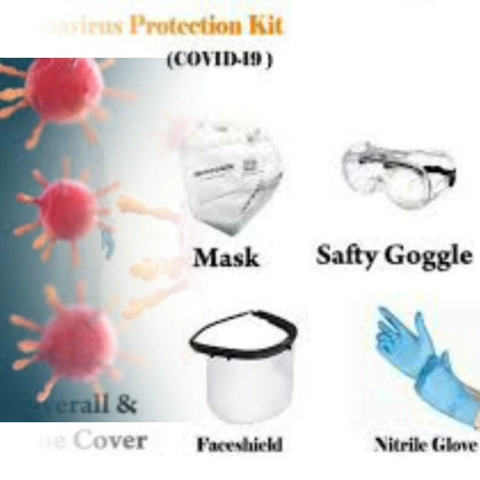 Protection Kit
(COVID-19 )
Mask
Safty Goggle
& 
Cover
Faceshield
Nitrile Glove